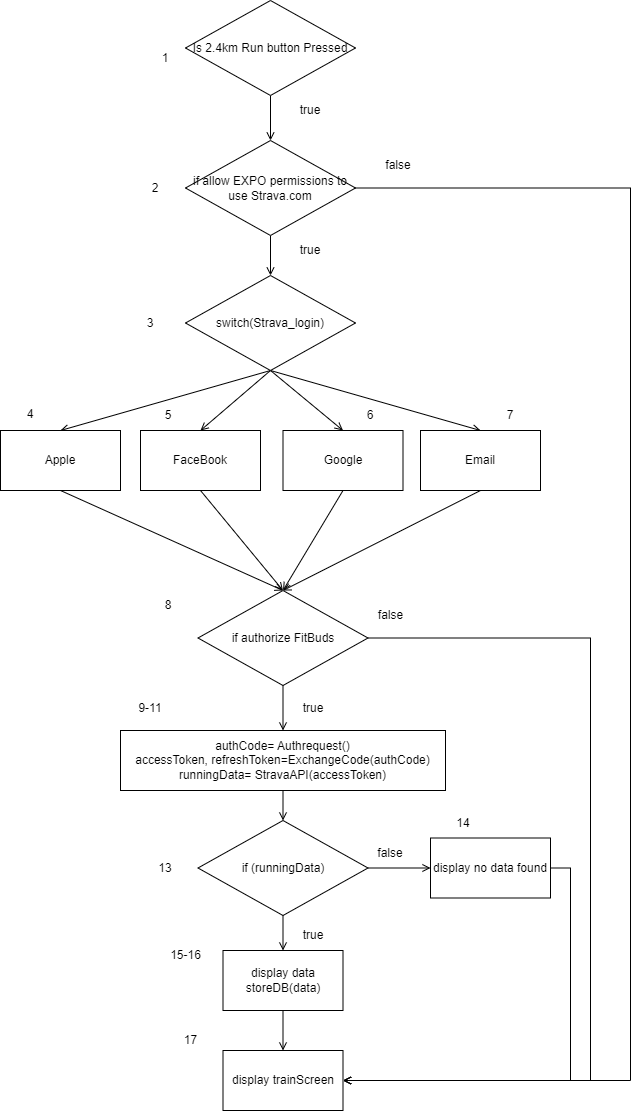 Is 2.4km Run button Pressed
1
true
if allow EXPO permissions to
use Strava.com
2
false
true
switch(Strava_login)
3
4
5
6
7
Apple
FaceBook
Google
Email
8
false
if authorize FitBuds
9-11
true
authCode= Authrequest()
accessToken, refreshToken=ExchangeCode(authCode)
runningData= StravaAPI(accessToken)
14
false
13
if (runningData)
display no data found
true
15-16
display data
storeDB(data)
17
display trainScreen